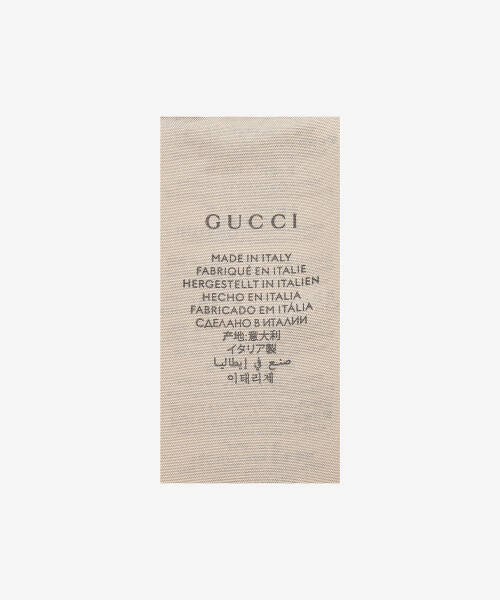 GUCCI
MADE IN ITALY
FABRIQUÉ EN ITALIE
HERGESTELLT IN ITALIEN
HECHO EN ITALIA
FABRICADO EM ITÁLIA
СДЕЛАНО В ИТАЛИИ
产地:意大利
イタリア製
صنع في إيطاليا
이태리제